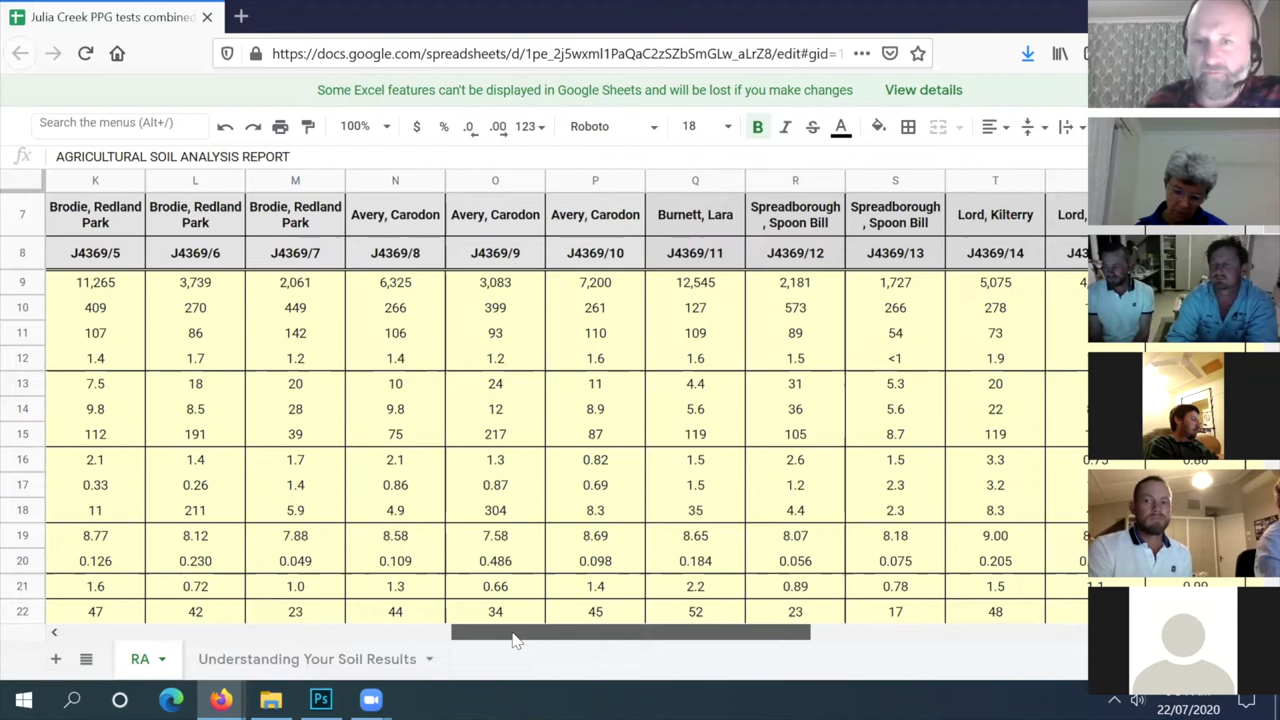 Julia Creek PPG tests combined
https://docs.google.com/spreadsheets/d/1pe_2j5wxml1PaQaC2zSZbSmGLw_aLrZ8/edit#gid=1
Some Excel features can't be displayed in Google Sheets and will be lost if you make changes View details
Search the menus (Alt+/) 100% $ % .0 .00 123 Roboto 18 B I S A
fx AGRICULTURAL SOIL ANALYSIS REPORT
K L M N O P Q R S T
7 Brodie, Redland Park Brodie, Redland Park Brodie, Redland Park Avery, Carodon Avery, Carodon Avery, Carodon Burnett, Lara Spreadborough , Spoon Bill Spreadborough , Spoon Bill Lord, Kilterry Lord,
8 J4369/5 J4369/6 J4369/7 J4369/8 J4369/9 J4369/10 J4369/11 J4369/12 J4369/13 J4369/14 J43
9 11,265 3,739 2,061 6,325 3,083 7,200 12,545 2,181 1,727 5,075 4,
10 409 270 449 266 399 261 127 573 266 278
11 107 86 142 106 93 110 109 89 54 73
12 1.4 1.7 1.2 1.4 1.2 1.6 1.6 1.5 <1 1.9
13 7.5 18 20 10 24 11 4.4 31 5.3 20
14 9.8 8.5 28 9.8 12 8.9 5.6 36 5.6 22
15 112 191 39 75 217 87 119 105 8.7 119
16 2.1 1.4 1.7 2.1 1.3 0.82 1.5 2.6 1.5 3.3
17 0.33 0.26 1.4 0.86 0.87 0.69 1.5 1.2 2.3 3.2
18 11 211 5.9 4.9 304 8.3 35 4.4 2.3 8.3
19 8.77 8.12 7.88 8.58 7.58 8.69 8.65 8.07 8.18 9.00
20 0.126 0.230 0.049 0.109 0.486 0.098 0.184 0.056 0.075 0.205
21 1.6 0.72 1.0 1.3 0.66 1.4 2.2 0.89 0.78 1.5
22 47 42 23 44 34 45 52 23 17 48
RA Understanding Your Soil Results
Ps
22/07/2020